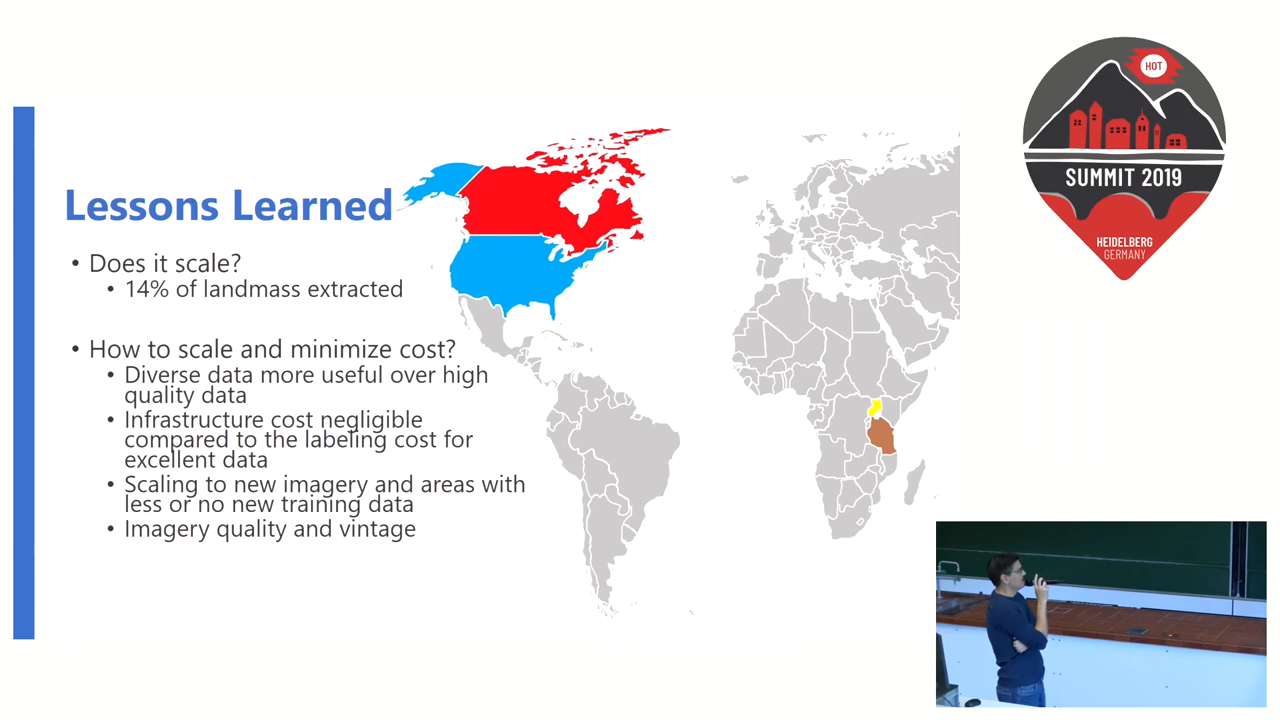 Lessons Learned
• Does it scale?
• 14% of landmass extracted
• How to scale and minimize cost?
• Diverse data more useful over high
quality data
• Infrastructure cost negligible
compared to the labeling cost for
excellent data
• Scaling to new imagery and areas with
less or no new training data
• Imagery quality and vintage
HOT
SUMMIT 2019
HEIDELBERG
GERMANY